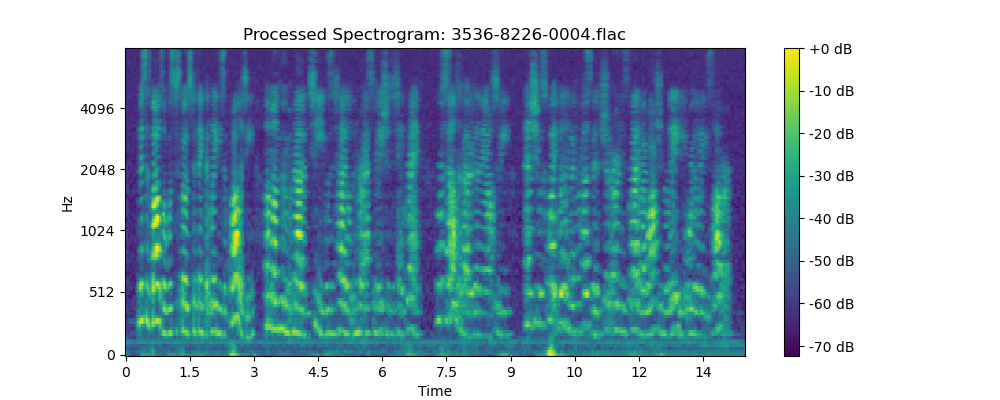 Processed Spectrogram: 3536-8226-0004.flac
Hz
4096
2048
1024
512
0
0 1.5 3 4.5 6 7.5 9 10 12 14
Time
+0 dB
-10 dB
-20 dB
-30 dB
-40 dB
-50 dB
-60 dB
-70 dB